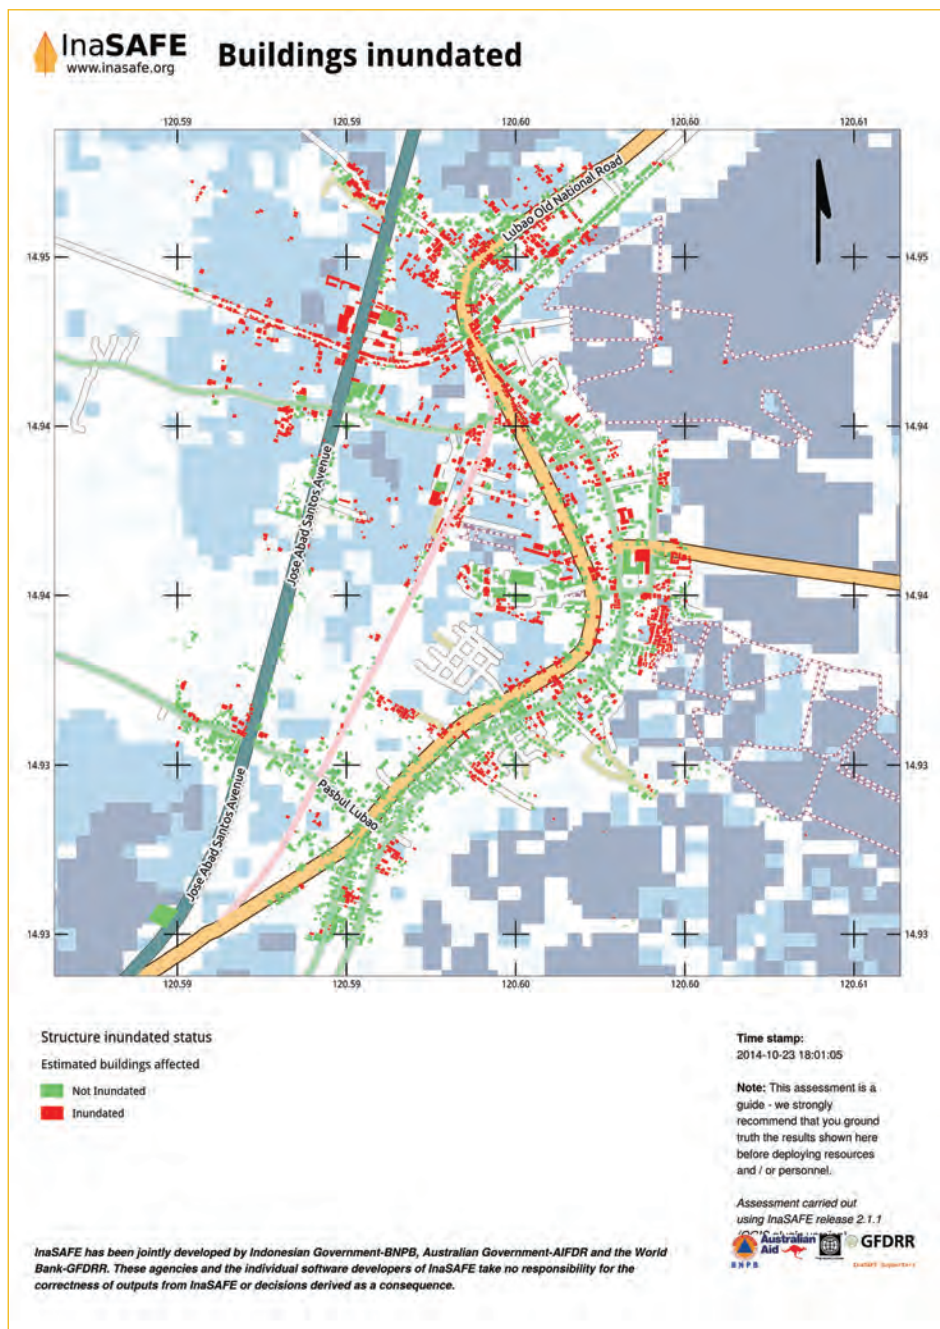 InaSAFE
www.inasafe.org
Buildings inundated
120.59 120.59 120.60 120.60 120.61
Lubao Old National Road
14.95 14.95
14.94 14.94
Jose Abad Santos Avenue
14.94 14.94
14.93 14.93
Pasbul Lubao
Jose Abad Santos Avenue
14.93 14.93
120.59 120.59 120.60 120.60 120.61
Structure inundated status
Estimated buildings affected
Not Inundated
Inundated
Time stamp:
2014-10-23 18:01:05
Note: This assessment is a
guide - we strongly
recommend that you ground
truth the results shown here
before deploying resources
and / or personnel.
Assessment carried out
using InaSAFE release 2.1.1
InaSAFE has been jointly developed by Indonesian Government-BNPB, Australian Government-AIFDR and the World
Bank-GFDRR. These agencies and the individual software developers of InaSAFE take no responsibility for the
correctness of outputs from InaSAFE or decisions derived as a consequence.
BNPB
Australian
Aid
GFDRR
InaSAFE Supporters